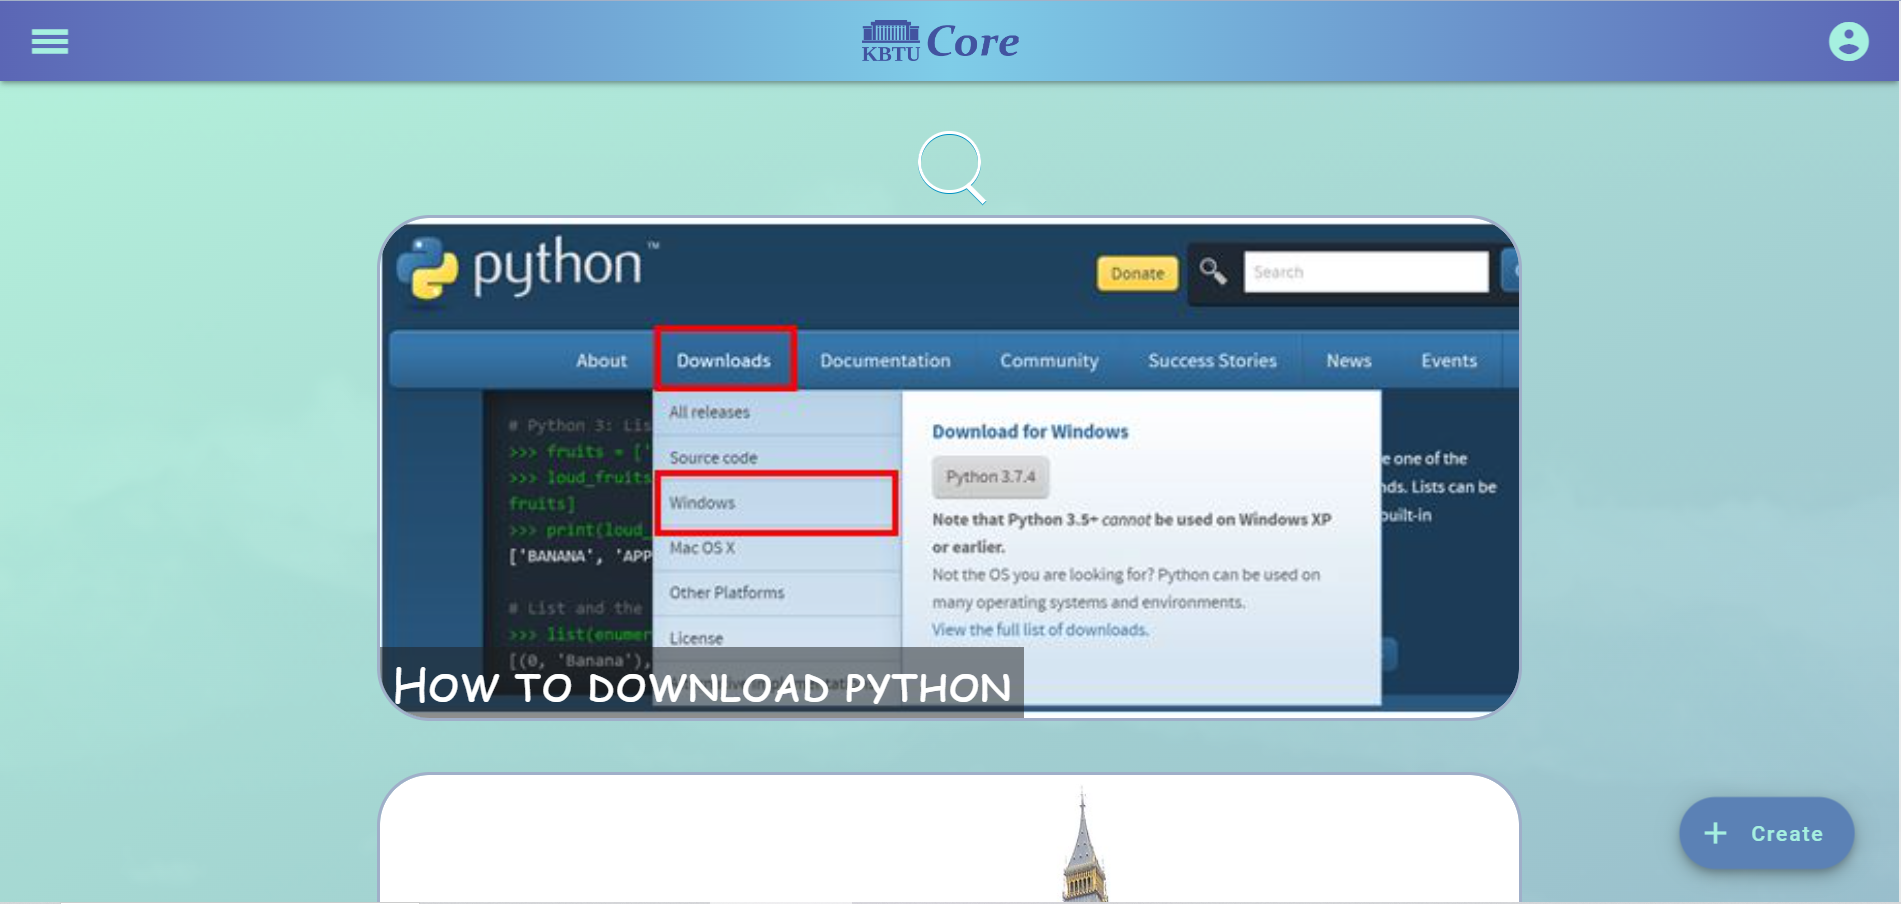 KBTU Core
python™
Donate
Search
About Downloads Documentation Community Success Stories News Events
All releases
Source code
Windows
Mac OS X
Other Platforms
License
# Python 3: Lis
>>> fruits = ['
>>> loud_fruits
fruits]
>>> print(loud_
['BANANA', 'APP
# List and the
>>> list(enumer
[(0, 'Banana'),
Download for Windows
Python 3.7.4
Note that Python 3.5+ cannot be used on Windows XP
or earlier.
Not the OS you are looking for? Python can be used on
many operating systems and environments.
View the full list of downloads.
e one of the
ds. Lists can be
built-in
How to download python
+ Create